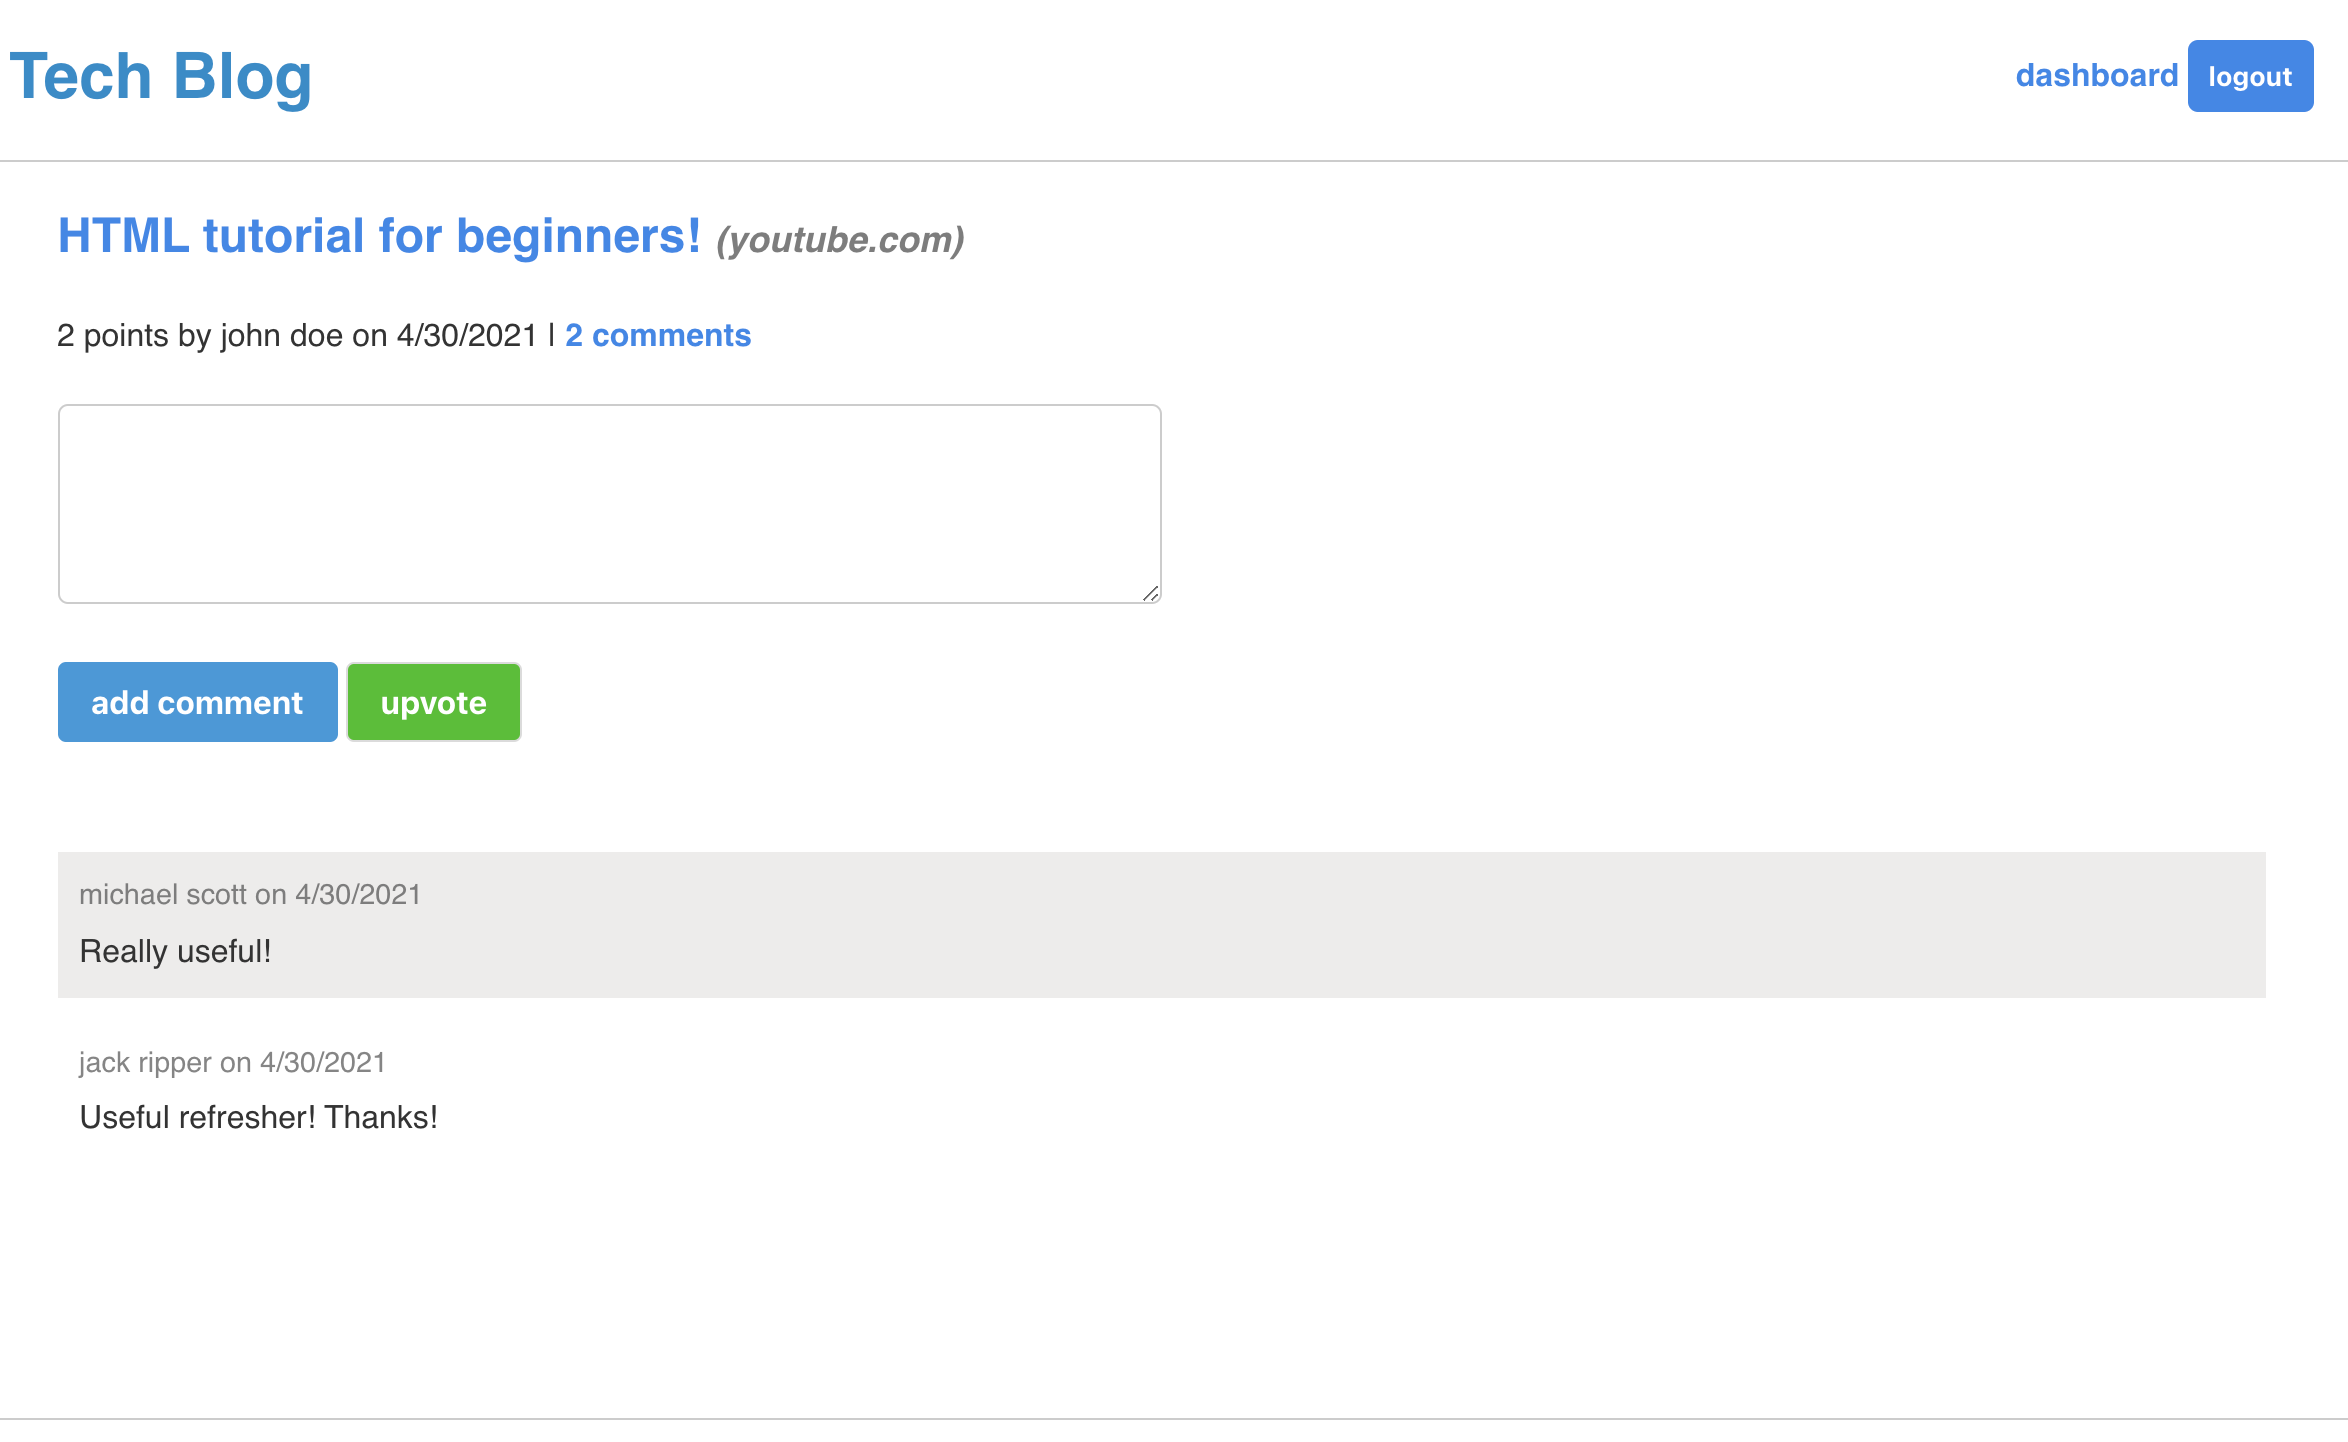 Tech Blog
dashboard logout
HTML tutorial for beginners! (youtube.com)
2 points by john doe on 4/30/2021 | 2 comments
add comment upvote
michael scott on 4/30/2021
Really useful!
jack ripper on 4/30/2021
Useful refresher! Thanks!